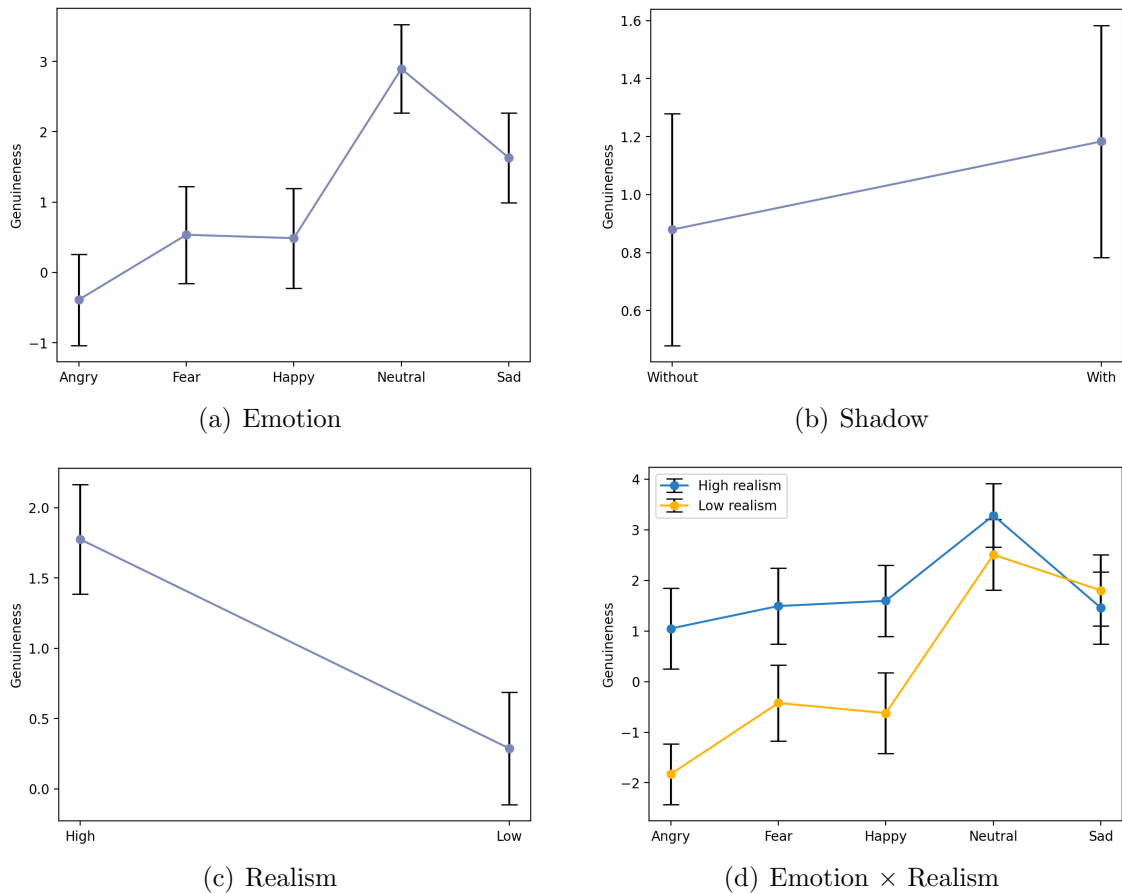 Genuineness
3
2
1
0
−1
Angry Fear Happy Neutral Sad
(a) Emotion
Genuineness
1.6
1.4
1.2
1.0
0.8
0.6
Without With
(b) Shadow
Genuineness
2.0
1.5
1.0
0.5
0.0
High Low
(c) Realism
High realism
Low realism
Genuineness
4
3
2
1
0
−1
−2
Angry Fear Happy Neutral Sad
(d) Emotion × Realism